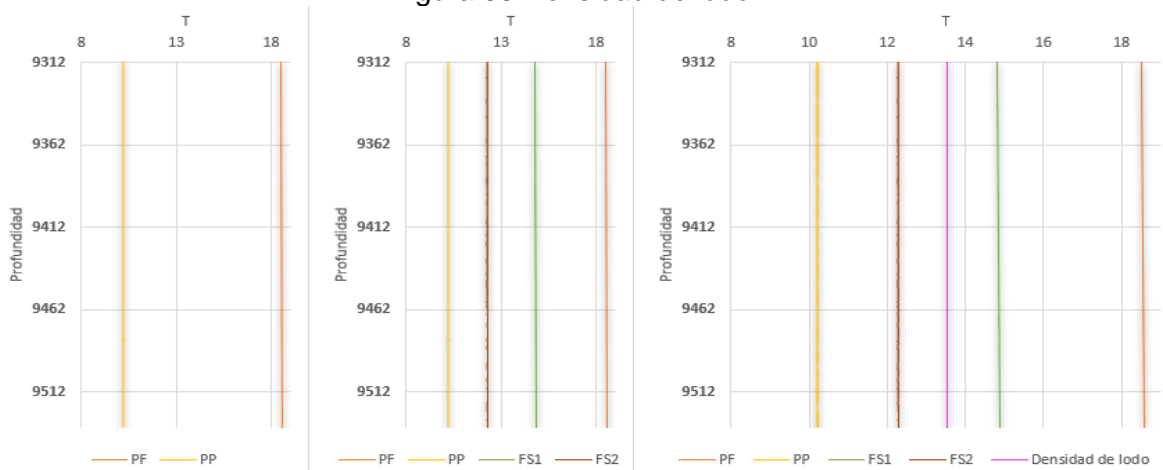 T
8 13 18
9312
9362
9412
9462
9512
Profundidad
PF PP
T
8 13 18
9312
9362
9412
9462
9512
Profundidad
PF PP FS1 FS2
T
8 10 12 14 16 18
9312
9362
9412
9462
9512
Profundidad
PF PP FS1 FS2 Densidad de lodo